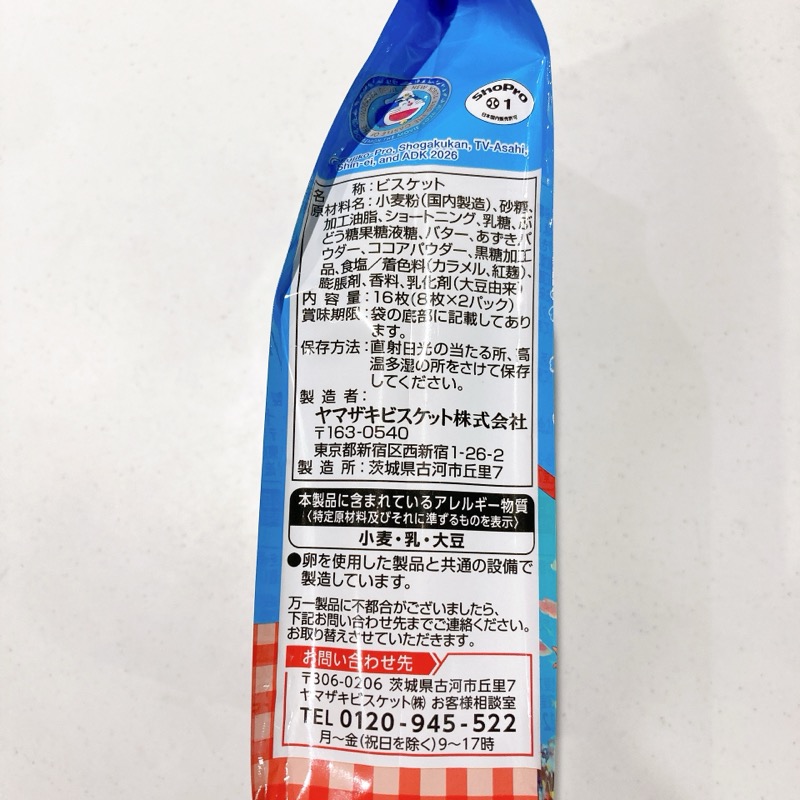 ShoPro
1
日本国内販売許可
©Fujiko-Pro, Shogakukan, TV-Asahi,
Shin-ei, and ADK 2026
名称：ビスケット
原材料名：小麦粉(国内製造)、砂糖、
加工油脂、ショートニング、乳糖、ぶ
どう糖果糖液糖、バター、あずきパ
ウダー、ココアパウダー、黒糖加工
品、食塩／着色料(カラメル、紅麹)、
膨脹剤、香料、乳化剤(大豆由来)
内容量：16枚(8枚×2パック)
賞味期限：袋の底部に記載してあり
ます。
保存方法：直射日光の当たる所、高
温多湿の所をさけて保存
してください。
製造者：
ヤマザキビスケット株式会社
〒163-0540
東京都新宿区西新宿1-26-2
製造所：茨城県古河市丘里7
本製品に含まれているアレルギー物質
〈特定原材料及びそれに準ずるものを表示〉
小麦・乳・大豆
●卵を使用した製品と共通の設備で
製造しています。
万一製品に不都合がございましたら、
下記お問い合わせ先までご連絡ください。
お取り替えさせていただきます。
お問い合わせ先
〒306-0206 茨城県古河市丘里7
ヤマザキビスケット㈱ お客様相談室
TEL 0120-945-522
月～金(祝日を除く)9～17時